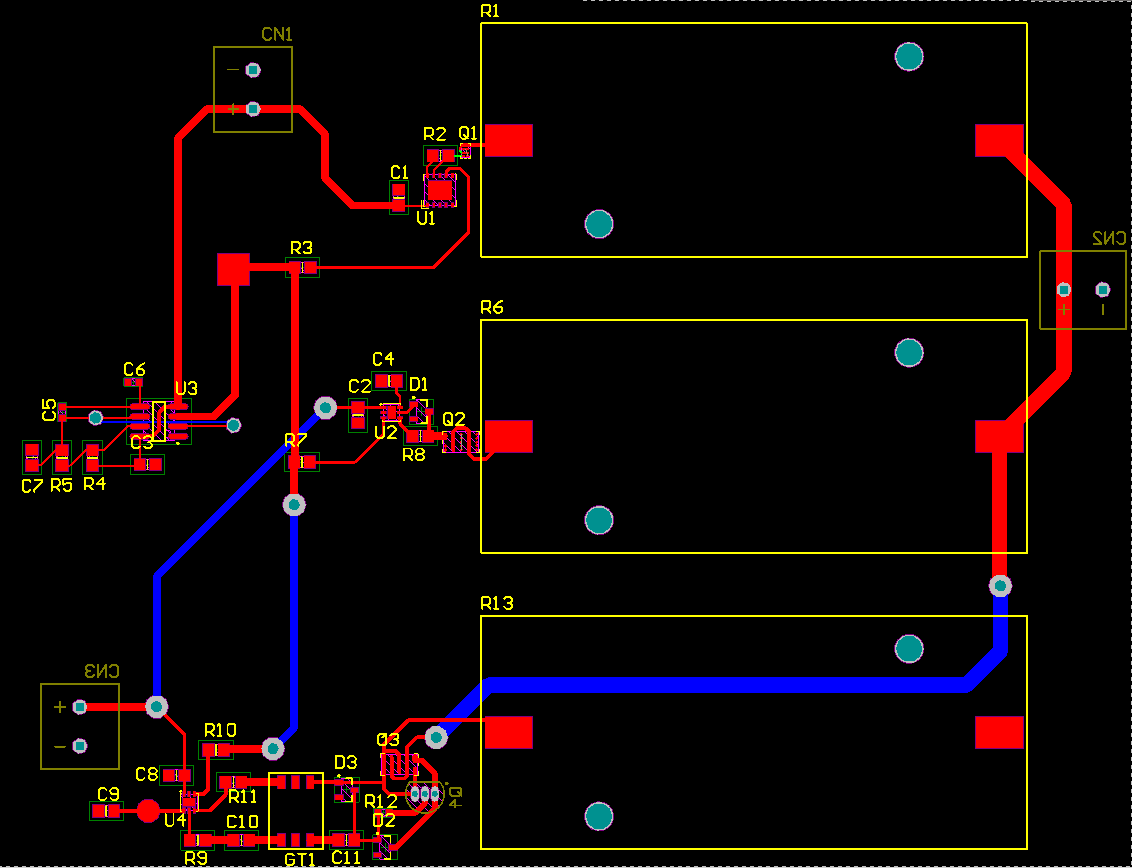 R1
CN1
+
R2
Q1
C1
U1
CN2
R3
+
R6
C4
C6
D1
U3
C2
C5
Q2
U2
C3
R7
R8
C7
R5
R4
R13
CN3
+
-
R10
Q3
D3
C8
Q4
C9
R11
R12
U4
C10
D2
R9
GT1
C11